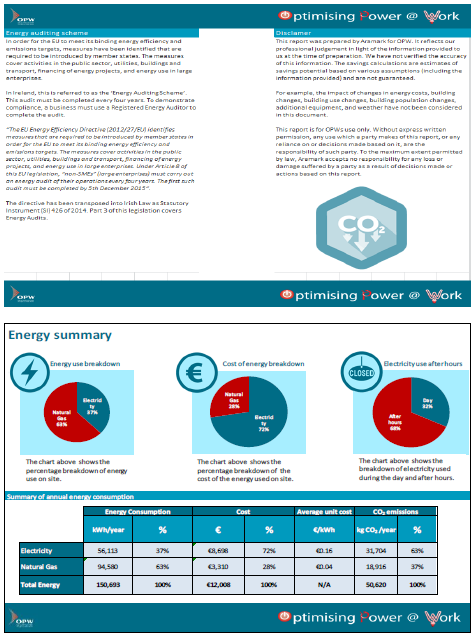 OPW
Optimising Power @ Work
Energy auditing scheme
In order for the EU to meet its binding energy efficiency and
emissions targets, measures have been identified that are
required to be introduced by member states. The measures
cover activities in the public sector, utilities, buildings and
transport, financing of energy projects, and energy use in large
enterprises.
In Ireland, this is referred to as the 'Energy Auditing Scheme'.
This audit must be completed every four years. To demonstrate
compliance, a business must use a Registered Energy Auditor to
complete the audit.
"The EU Energy Efficiency Directive (2012/27/EU) identifies
measures that are required to be introduced by member states in
order for the EU to meet its binding energy efficiency and
emissions targets. The measures cover activities in the public
sector, utilities, buildings and transport, financing of energy
projects, and energy use in large enterprises. Under Article 8 of
this EU legislation, "non-SMEs" (large enterprises) must carry out
an energy audit of their operations every four years. The first such
audit must be completed by 5th December 2015".
The directive has been transposed into Irish Law as Statutory
Instrument (SI) 426 of 2014. Part 3 of this legislation covers
Energy Audits.
Disclaimer
This report was prepared by Aramark for OPW. It reflects our
professional judgement in light of the information provided to
us at the time of preparation. We have not verified the accuracy
of this information. The savings calculations are estimates of
savings potential based on various assumptions (including the
information provided) and are not guaranteed.
For example, the impact of changes in energy costs, building
changes, building use changes, building population changes,
additional equipment, and weather have not been considered
in this document.
This report is for OPWs use only. Without express written
permission, any use which a party makes of this report, or any
reliance on or decisions made based on it, are the
responsibility of such party. To the maximum extent permitted
by law, Aramark accepts no responsibility for any loss or
damage suffered by a party as a result of decisions made or
actions based on this report.
CO2
OPW
Optimising Power @ Work
Energy summary
Energy use breakdown
Electrici
ty
37%
Natural
Gas
63%
The chart above shows the
percentage breakdown of energy
use on site.
€
Cost of energy breakdown
Natural
Gas
28%
Electrici
ty
72%
The chart above shows the
percentage breakdown of the
cost of the energy used on site.
CLOSED
Electricity use after hours
Day
32%
After
hours
68%
The chart above shows the
breakdown of electricity used
during the day and after hours.
Summary of annual energy consumption
Energy Consumption Cost Average unit cost CO₂ emissions
kWh/year % € % €/kWh kg CO₂ /year %
Electricity 56,113 37% €8,698 72% €0.16 31,704 63%
Natural Gas 94,580 63% €3,310 28% €0.04 18,916 37%
Total Energy 150,693 100% €12,008 100% N/A 50,620 100%
OPW
Optimising Power @ Work